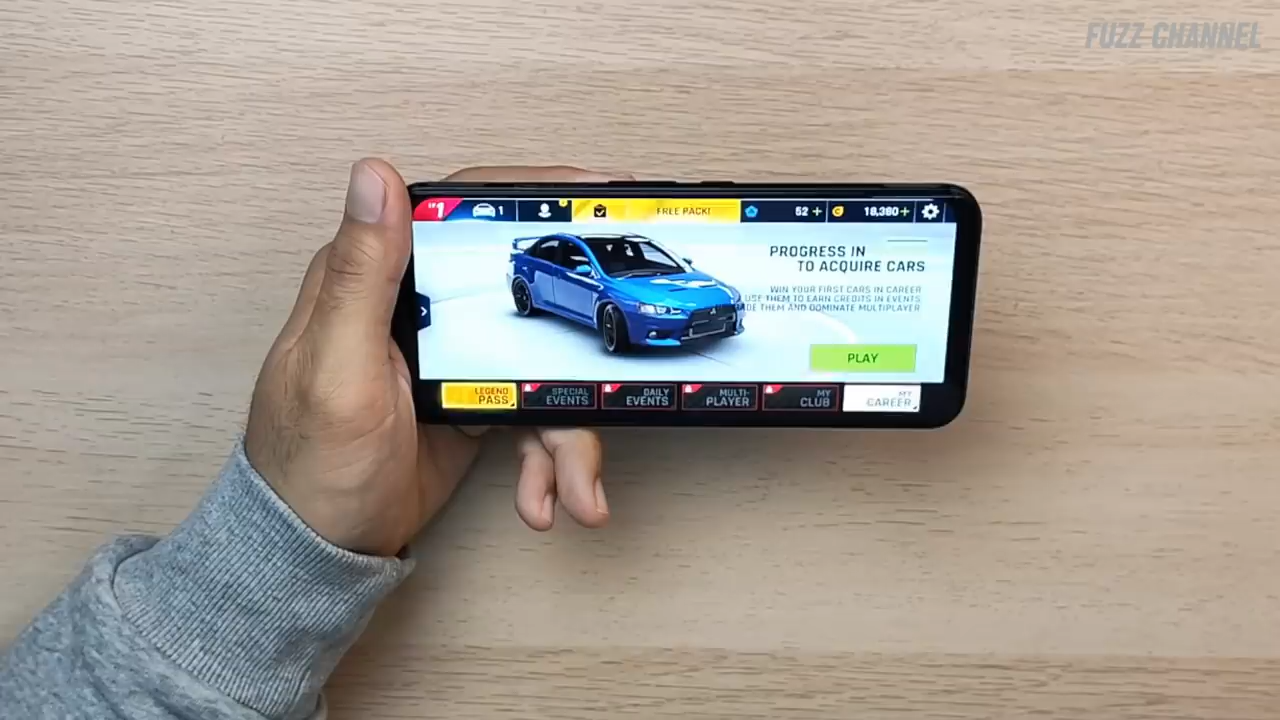 FUZZ CHANNEL
1
1
FREE PACK!
52 +
18,380 +
PROGRESS IN
TO ACQUIRE CARS
WIN YOUR FIRST CARS IN CAREER
USE THEM TO EARN CREDITS IN EVENTS
THEM AND DOMINATE MULTIPLAYER
PLAY
LEGEND
PASS
SPECIAL
EVENTS
DAILY
EVENTS
MULTI-
PLAYER
MY
CLUB
MY
CAREER